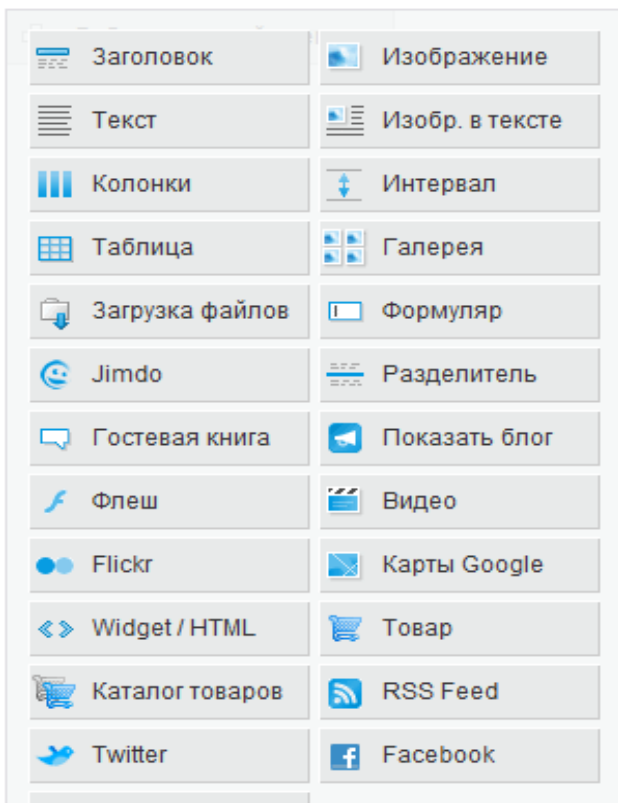 Заголовок
Изображение
Текст
Изобр. в тексте
Колонки
Интервал
Таблица
Галерея
Загрузка файлов
Формуляр
Jimdo
Разделитель
Гостевая книга
Показать блог
Флеш
Видео
Flickr
Карты Google
Widget / HTML
Товар
Каталог товаров
RSS Feed
Twitter
Facebook